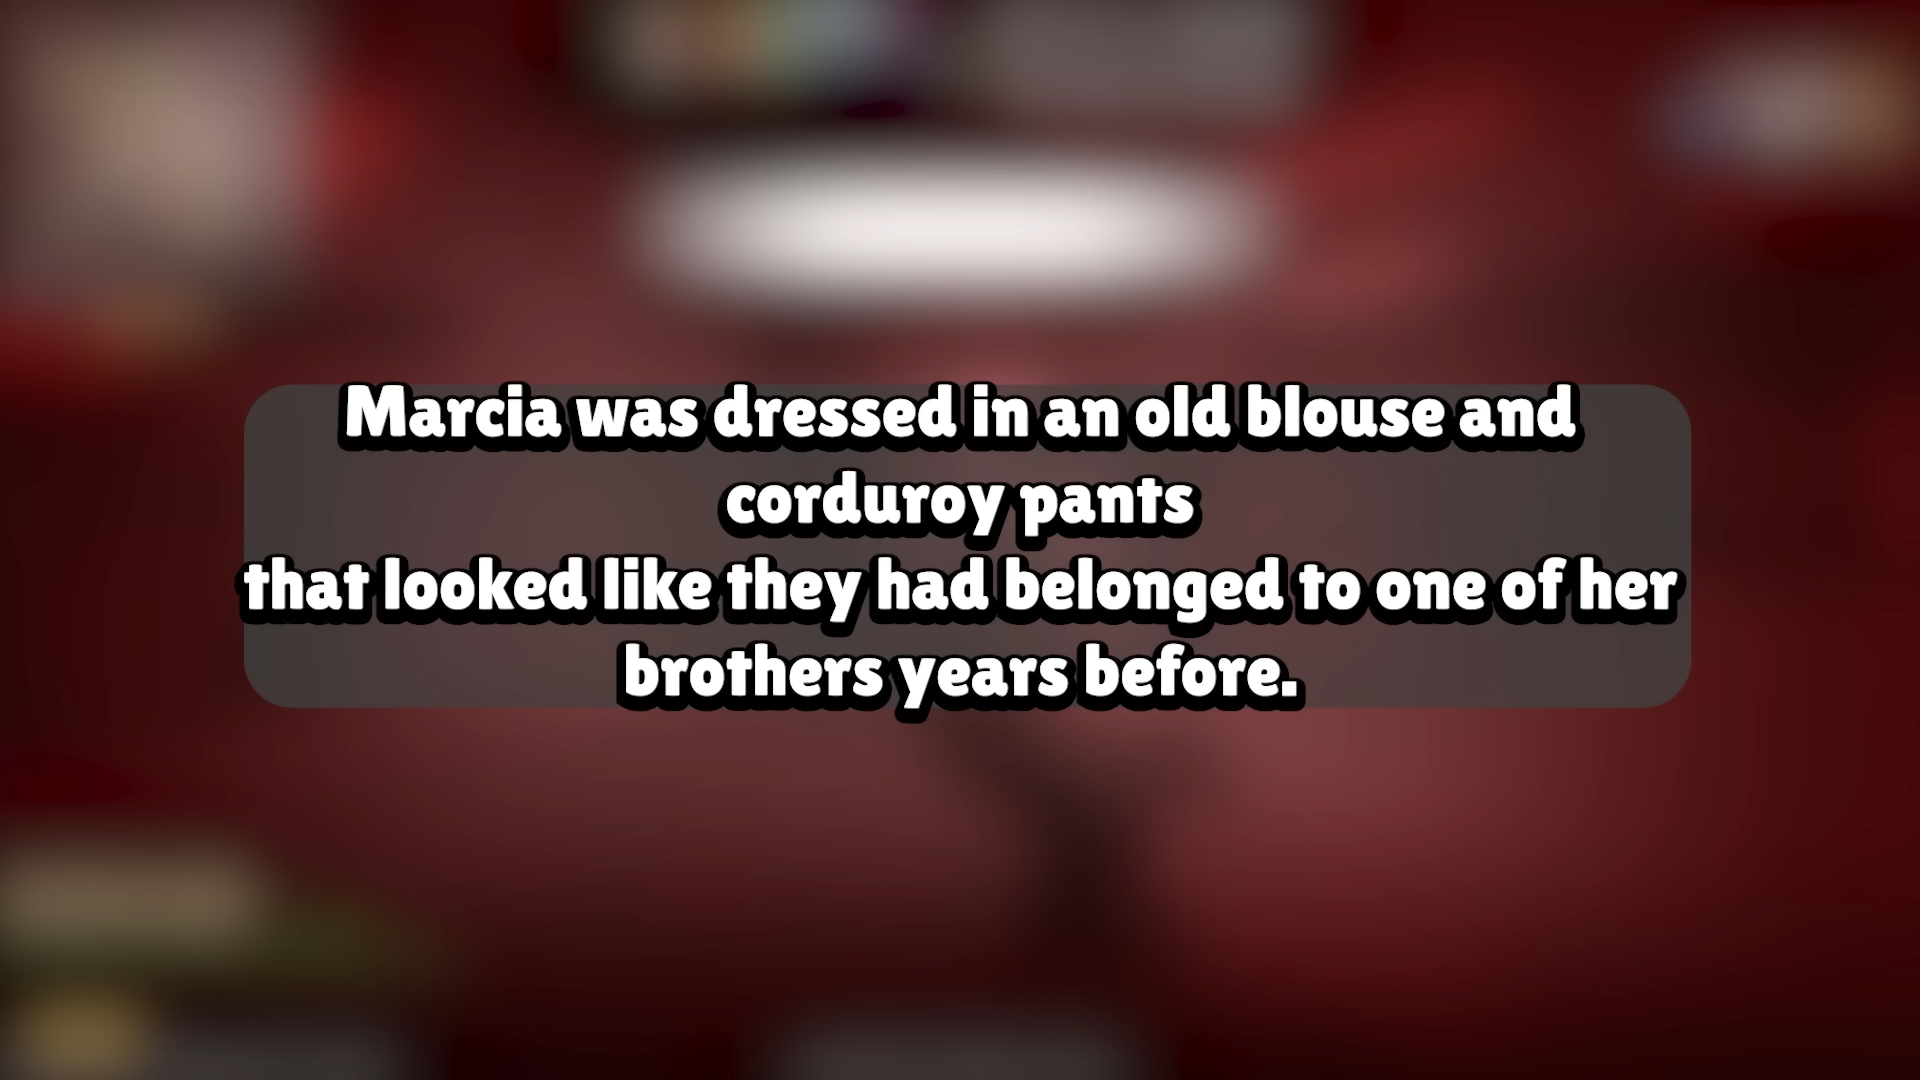 Marcia was dressed in an old blouse and
corduroy pants
that looked like they had belonged to one of her
brothers years before.